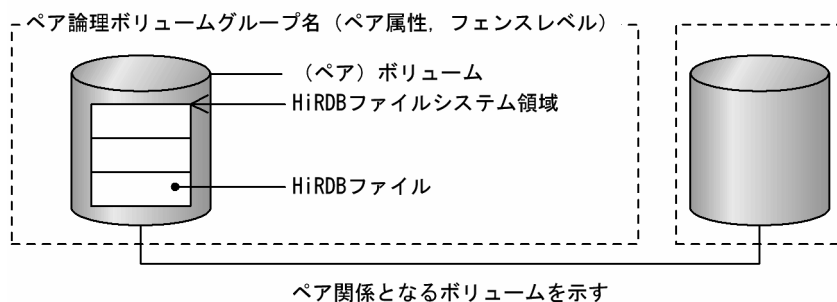 ペア論理ボリュームグループ名（ペア属性，フェンスレベル）
（ペア）ボリューム
HiRDBファイルシステム領域
HiRDBファイル
ペア関係となるボリュームを示す